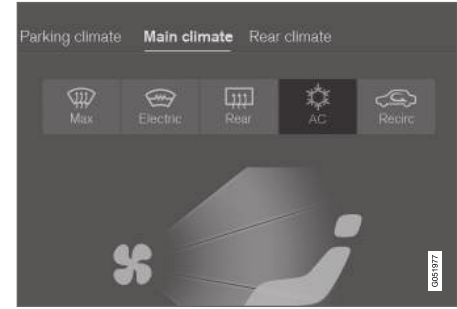 Parking climate Main climate Rear climate
Max Electric Rear AC Recirc
G051977